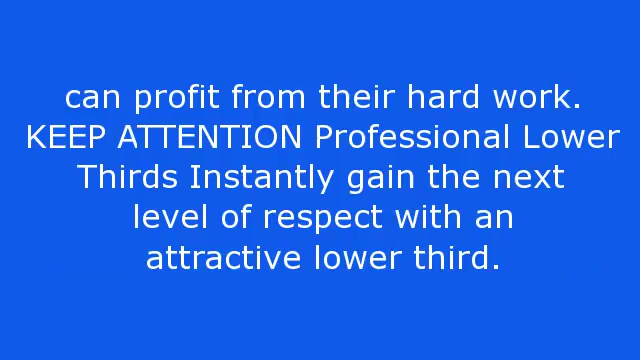 can profit from their hard work.
KEEP ATTENTION Professional Lower
Thirds Instantly gain the next
level of respect with an
attractive lower third.